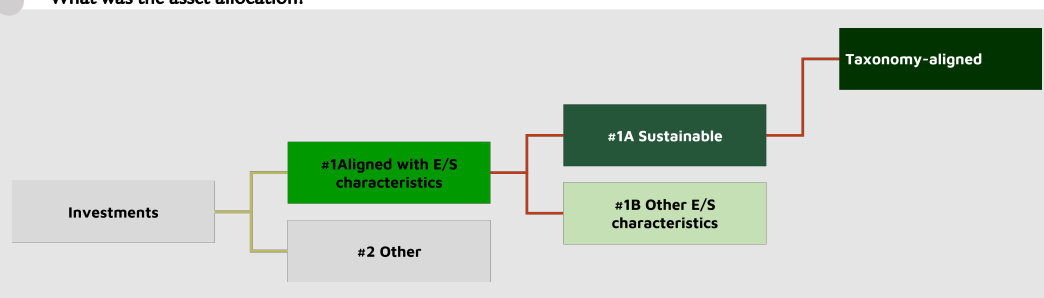 What was the asset allocation?
Taxonomy-aligned
#1A Sustainable
#1Aligned with E/S
characteristics
#1B Other E/S
characteristics
Investments
#2 Other